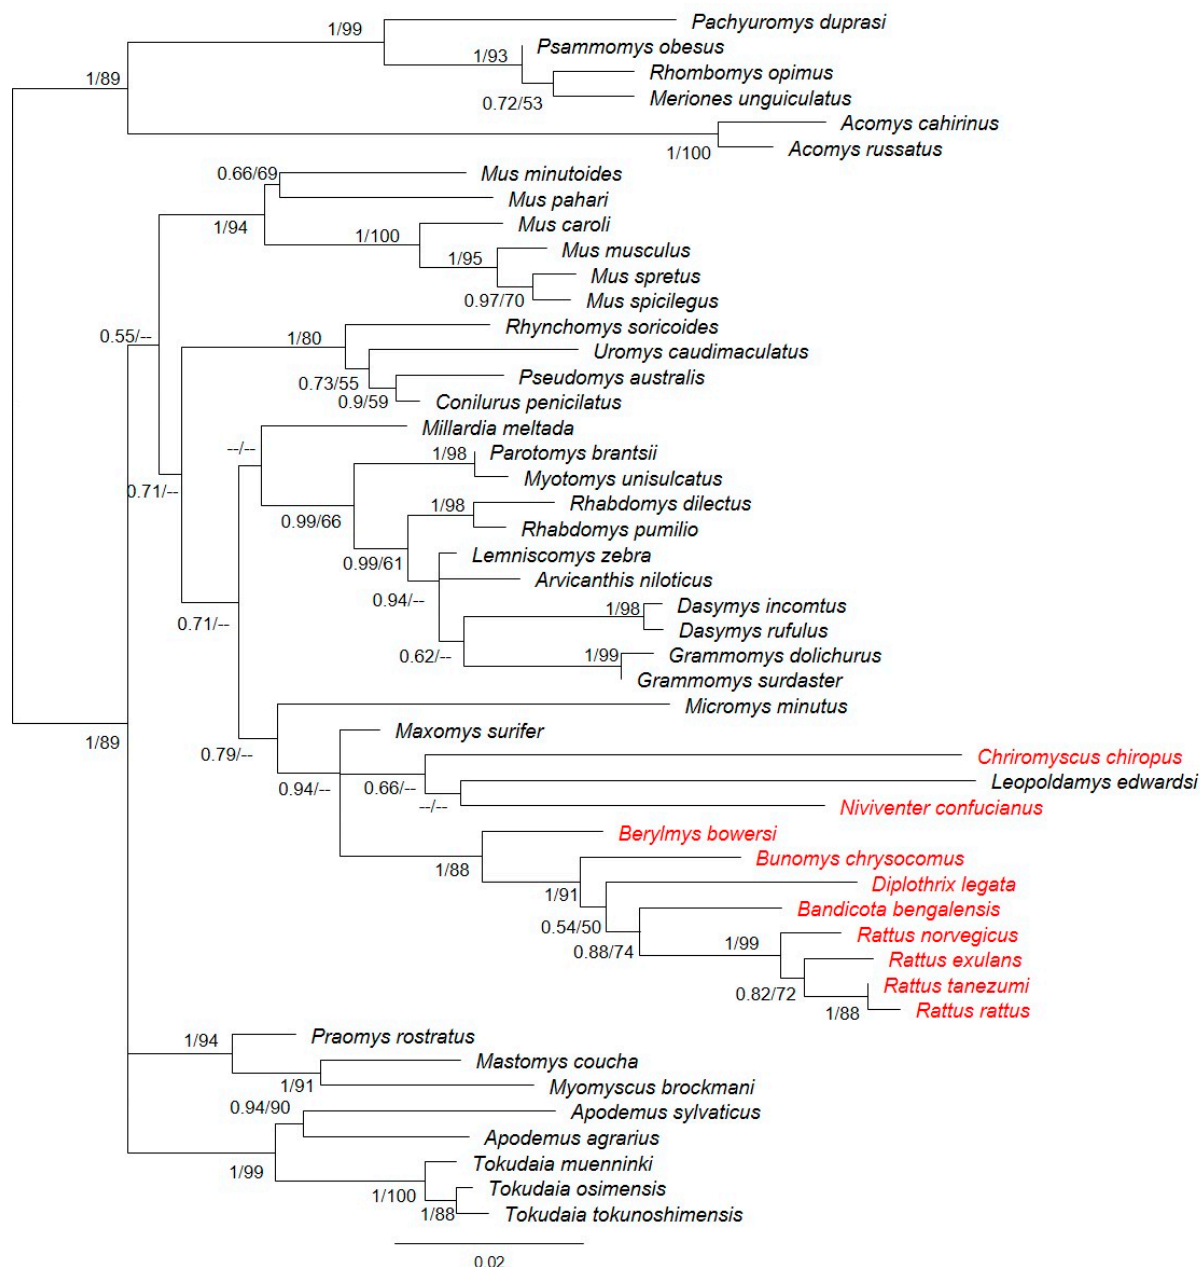 Pachyuromys duprasi
1/99
Psammomys obesus
1/93
Rhombomys opimus
1/89
Meriones unguiculatus
0.72/53
Acomys cahirinus
Acomys russatus
1/100
Mus minutoides
0.66/69
Mus pahari
Mus caroli
1/94
1/100
Mus musculus
1/95
Mus spretus
Mus spicilegus
0.97/70
Rhynchomys soricoides
0.55/--
1/80
Uromys caudimaculatus
Pseudomys australis
0.73/55
Conilurus penicilatus
0.9/59
Millardia meltada
--/--
Parotomys brantsii
1/98
Myotomys unisulcatus
0.71/--
Rhabdomys dilectus
1/98
0.99/66
Rhabdomys pumilio
Lemniscomys zebra
0.99/61
Arvicanthis niloticus
0.94/--
Dasymys incomtus
1/98
0.71/--
Dasymys rufulus
Grammomys dolichurus
0.62/--
1/99
Grammomys surdaster
Micromys minutus
Maxomys surifer
1/89
0.79/--
Chriromyscus chiropus
Leopoldamys edwardsi
0.94/--
0.66/--
--/--
Niviventer confucianus
Berylmys bowersi
Bunomys chrysocomus
1/88
Diplothrix legata
1/91
Bandicota bengalensis
0.54/50
Rattus norvegicus
0.88/74
1/99
Rattus exulans
0.82/72
Rattus tanezumi
Rattus rattus
1/88
Praomys rostratus
1/94
Mastomys coucha
Myomyscus brockmani
1/91
0.94/90
Apodemus sylvaticus
Apodemus agrarius
Tokudaia muenninki
1/99
Tokudaia osimensis
1/100
Tokudaia tokunoshimensis
1/88
0.02